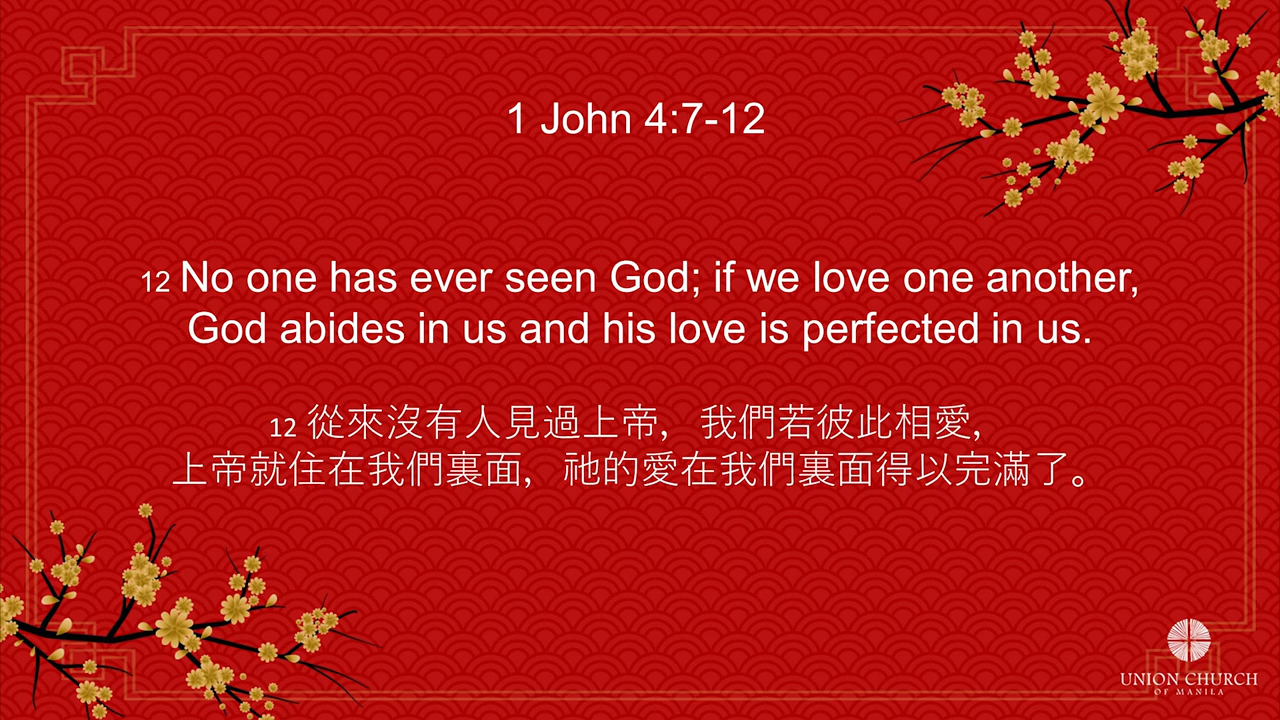 1 John 4:7-12
12 No one has ever seen God; if we love one another,
God abides in us and his love is perfected in us.
12 從來沒有人見過上帝, 我們若彼此相愛,
上帝就住在我們裏面, 祂的愛在我們裏面得以完滿了。
UNION CHURCH
OF MANILA